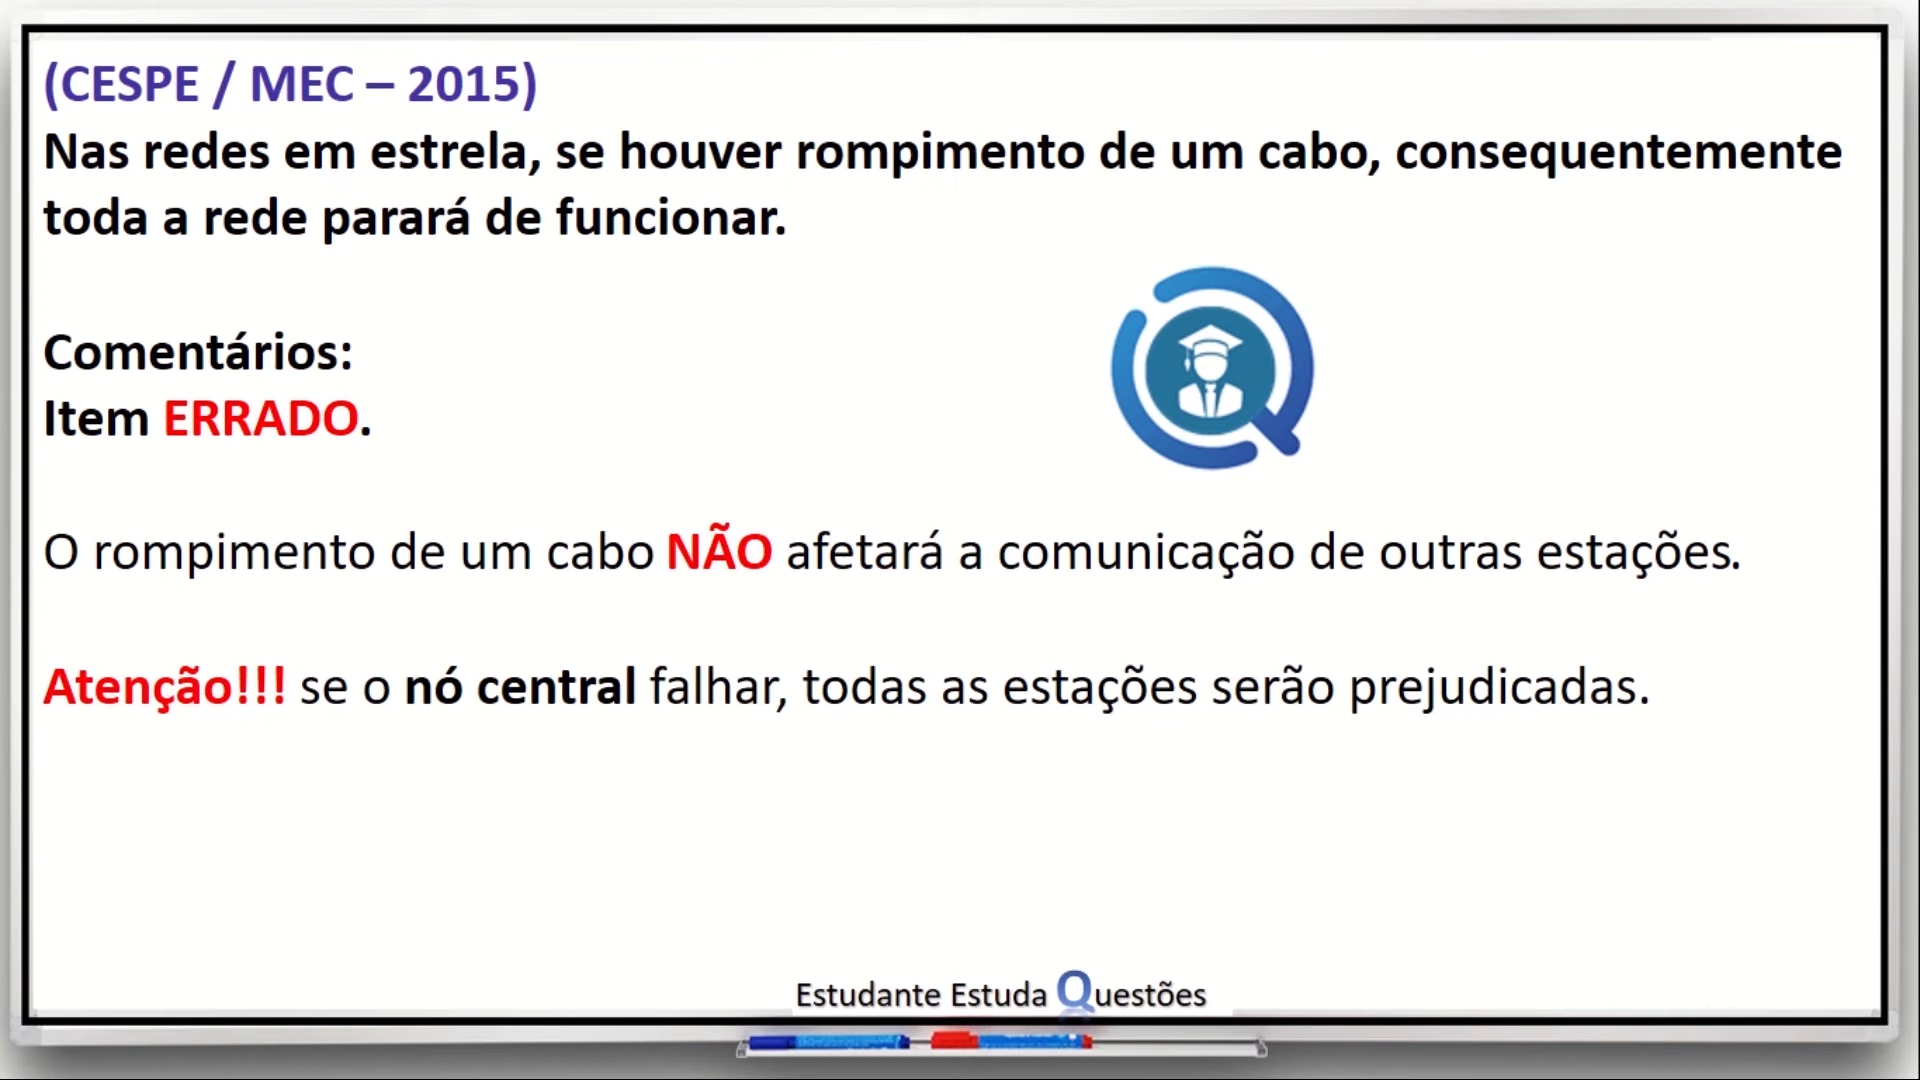 (CESPE / MEC – 2015)
Nas redes em estrela, se houver rompimento de um cabo, consequentemente
toda a rede parará de funcionar.
Comentários:
Item ERRADO.
O rompimento de um cabo NÃO afetará a comunicação de outras estações.
Atenção!!! se o nó central falhar, todas as estações serão prejudicadas.
Estudante Estuda Questões